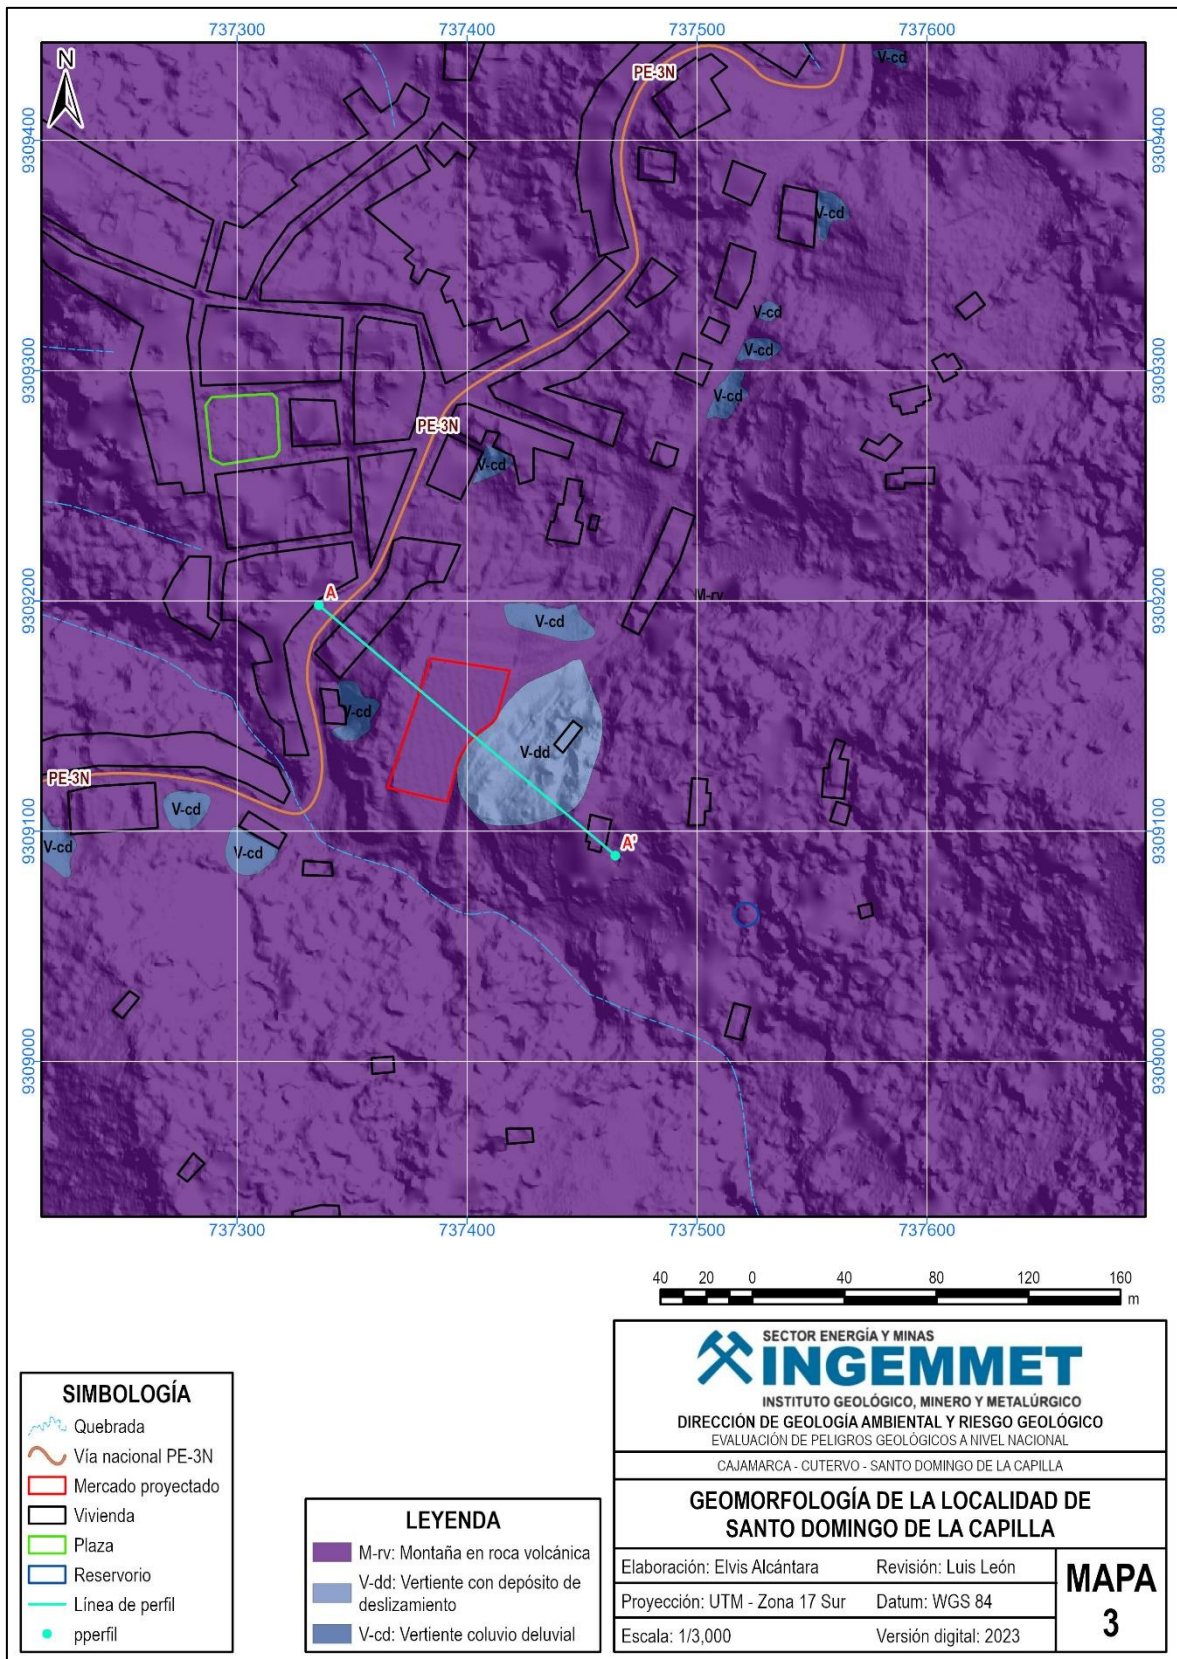 737300
737400
737500
737600
N
PE-3N
V-cd
9309400
9309400
V-cd
V-cd
9309300
V-cd
9309300
V-cd
PE-3N
V-cd
9309200
A
M-rv
9309200
V-cd
V-cd
V-dd
PE-3N
V-cd
9309100
V-cd
V-cd
A'
9309100
9309000
9309000
737300
737400
737500
737600
40 20 0 40 80 120 160
m
SIMBOLOGÍA
Quebrada
Vía nacional PE-3N
Mercado proyectado
Vivienda
Plaza
Reservorio
Línea de perfil
pperfil
LEYENDA
M-rv: Montaña en roca volcánica
V-dd: Vertiente con depósito de
deslizamiento
V-cd: Vertiente coluvio deluvial
SECTOR ENERGÍA Y MINAS
INGEMMET
INSTITUTO GEOLÓGICO, MINERO Y METALÚRGICO
DIRECCIÓN DE GEOLOGÍA AMBIENTAL Y RIESGO GEOLÓGICO
EVALUACIÓN DE PELIGROS GEOLÓGICOS A NIVEL NACIONAL
CAJAMARCA - CUTERVO - SANTO DOMINGO DE LA CAPILLA
GEOMORFOLOGÍA DE LA LOCALIDAD DE
SANTO DOMINGO DE LA CAPILLA
Elaboración: Elvis Alcántara
Revisión: Luis León
Proyección: UTM - Zona 17 Sur
Datum: WGS 84
Escala: 1/3,000
Versión digital: 2023
MAPA
3